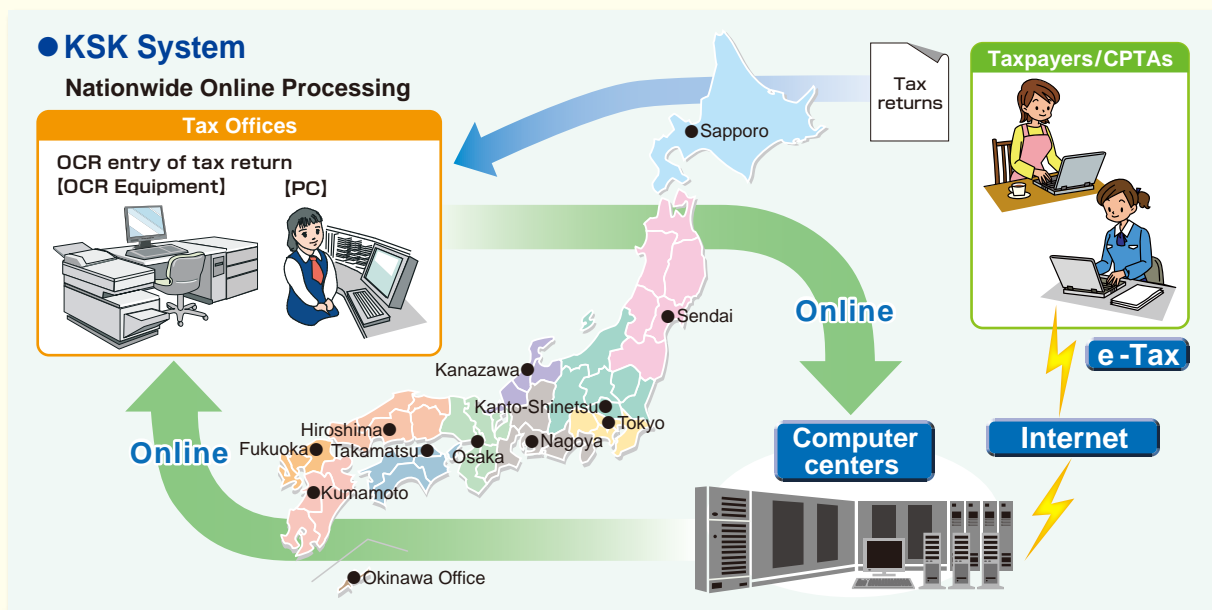 ● KSK System
Nationwide Online Processing
Tax Offices
OCR entry of tax return
【OCR Equipment】 【PC】
Tax
returns
Taxpayers/CPTAs
Sapporo
Sendai
Online
e-Tax
Kanazawa
Kanto-Shinetsu
Tokyo
Hiroshima
Nagoya
Fukuoka
Takamatsu
Osaka
Online
Computer
centers
Internet
Kumamoto
Okinawa Office